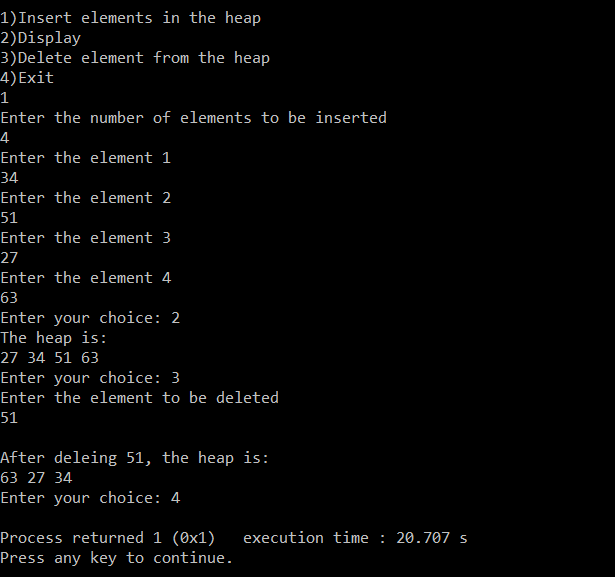 1)Insert elements in the heap
2)Display
3)Delete element from the heap
4)Exit
1
Enter the number of elements to be inserted
4
Enter the element 1
34
Enter the element 2
51
Enter the element 3
27
Enter the element 4
63
Enter your choice: 2
The heap is:
27 34 51 63
Enter your choice: 3
Enter the element to be deleted
51
After deleing 51, the heap is:
63 27 34
Enter your choice: 4
Process returned 1 (0x1)   execution time : 20.707 s
Press any key to continue.